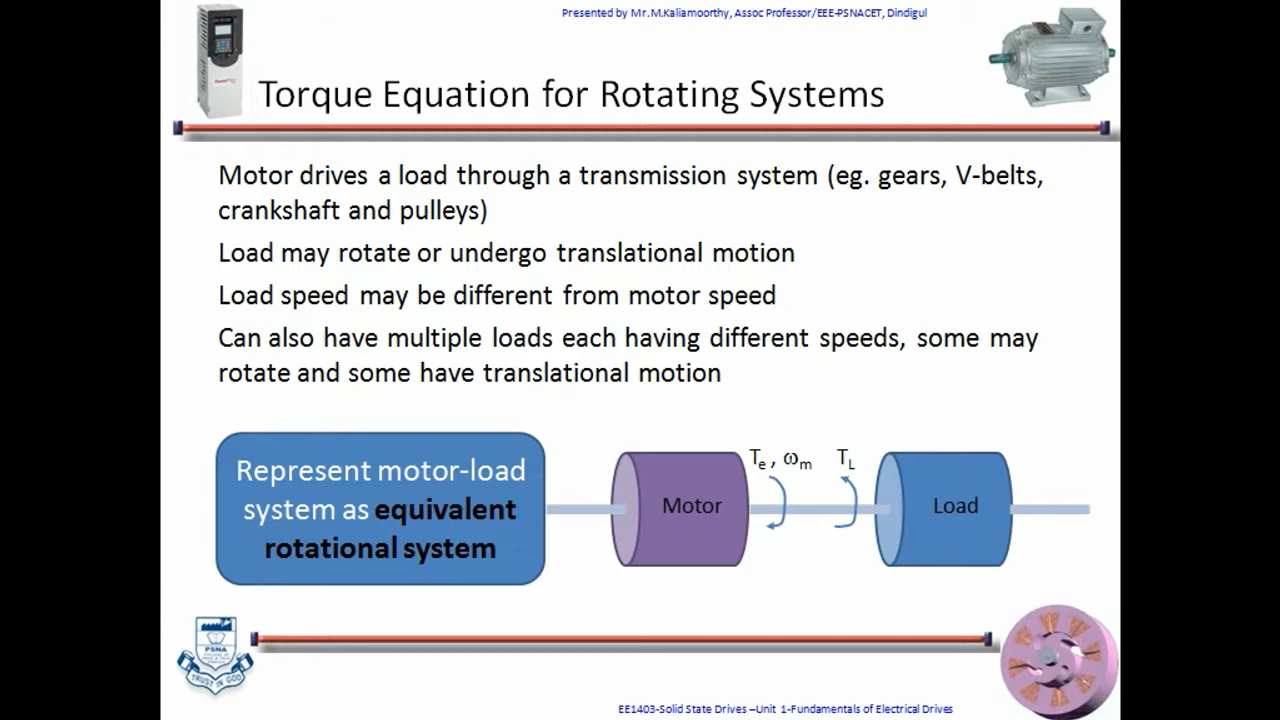 Presented by Mr.M.Kaliamoorthy, Assoc Professor/EEE-PSNACET, Dindigul
Torque Equation for Rotating Systems
Motor drives a load through a transmission system (eg. gears, V-belts,
crankshaft and pulleys)
Load may rotate or undergo translational motion
Load speed may be different from motor speed
Can also have multiple loads each having different speeds, some may
rotate and some have translational motion
Represent motor-load
system as equivalent
rotational system
Motor
Te , ωm
TL
Load
PSNA
TRUST IN GOD
EE1403-Solid State Drives –Unit 1-Fundamentals of Electrical Drives